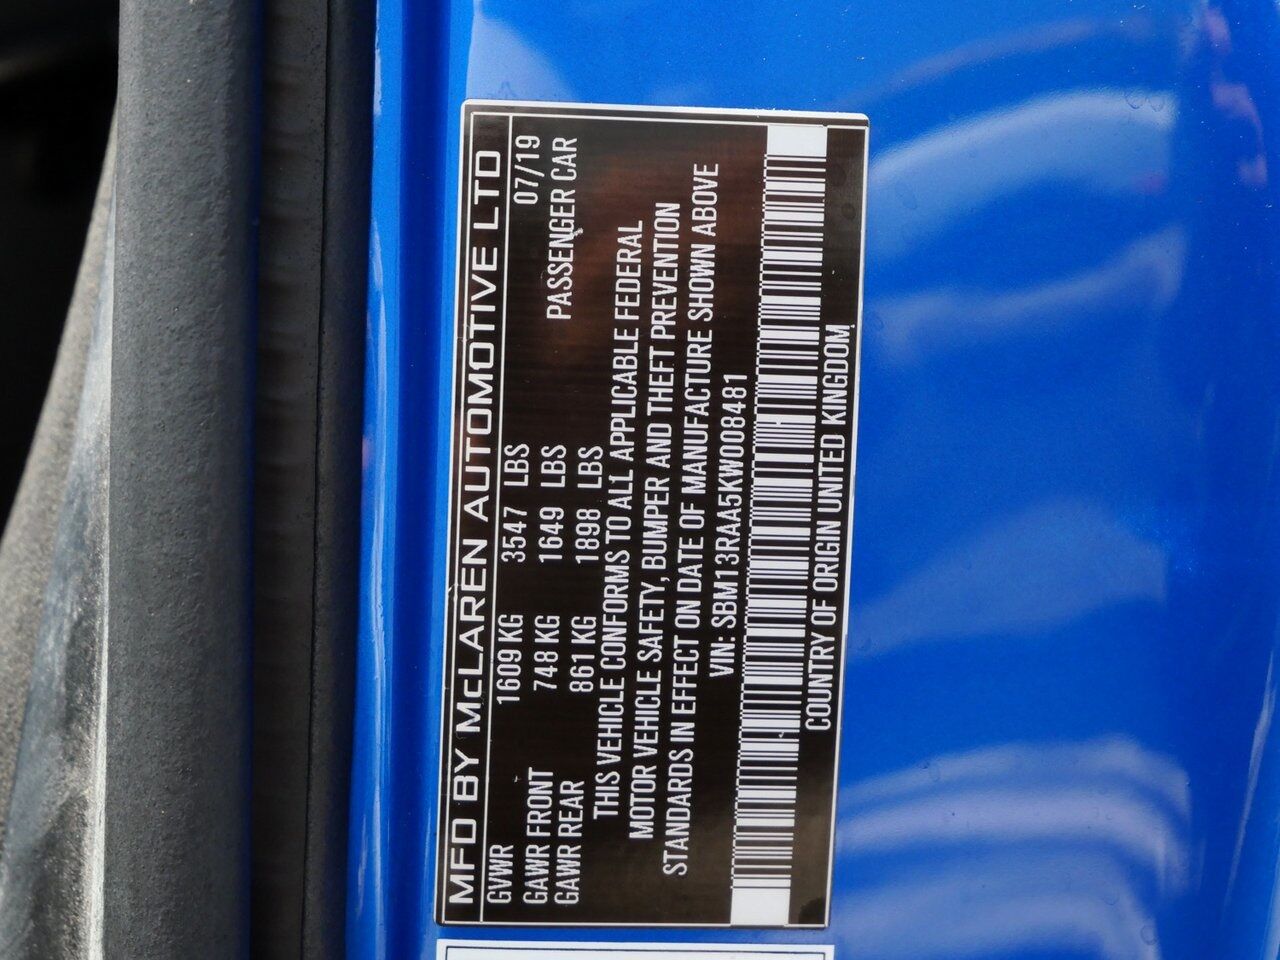 MFD BY McLAREN AUTOMOTIVE LTD
GVWR 1609 KG 3547 LBS 07/19
GAWR FRONT 748 KG 1649 LBS PASSENGER CAR
GAWR REAR 861 KG 1898 LBS
THIS VEHICLE CONFORMS TO ALL APPLICABLE FEDERAL
MOTOR VEHICLE SAFETY, BUMPER AND THEFT PREVENTION
STANDARDS IN EFFECT ON DATE OF MANUFACTURE SHOWN ABOVE
VIN: SBM13RAA5KW008481
COUNTRY OF ORIGIN UNITED KINGDOM